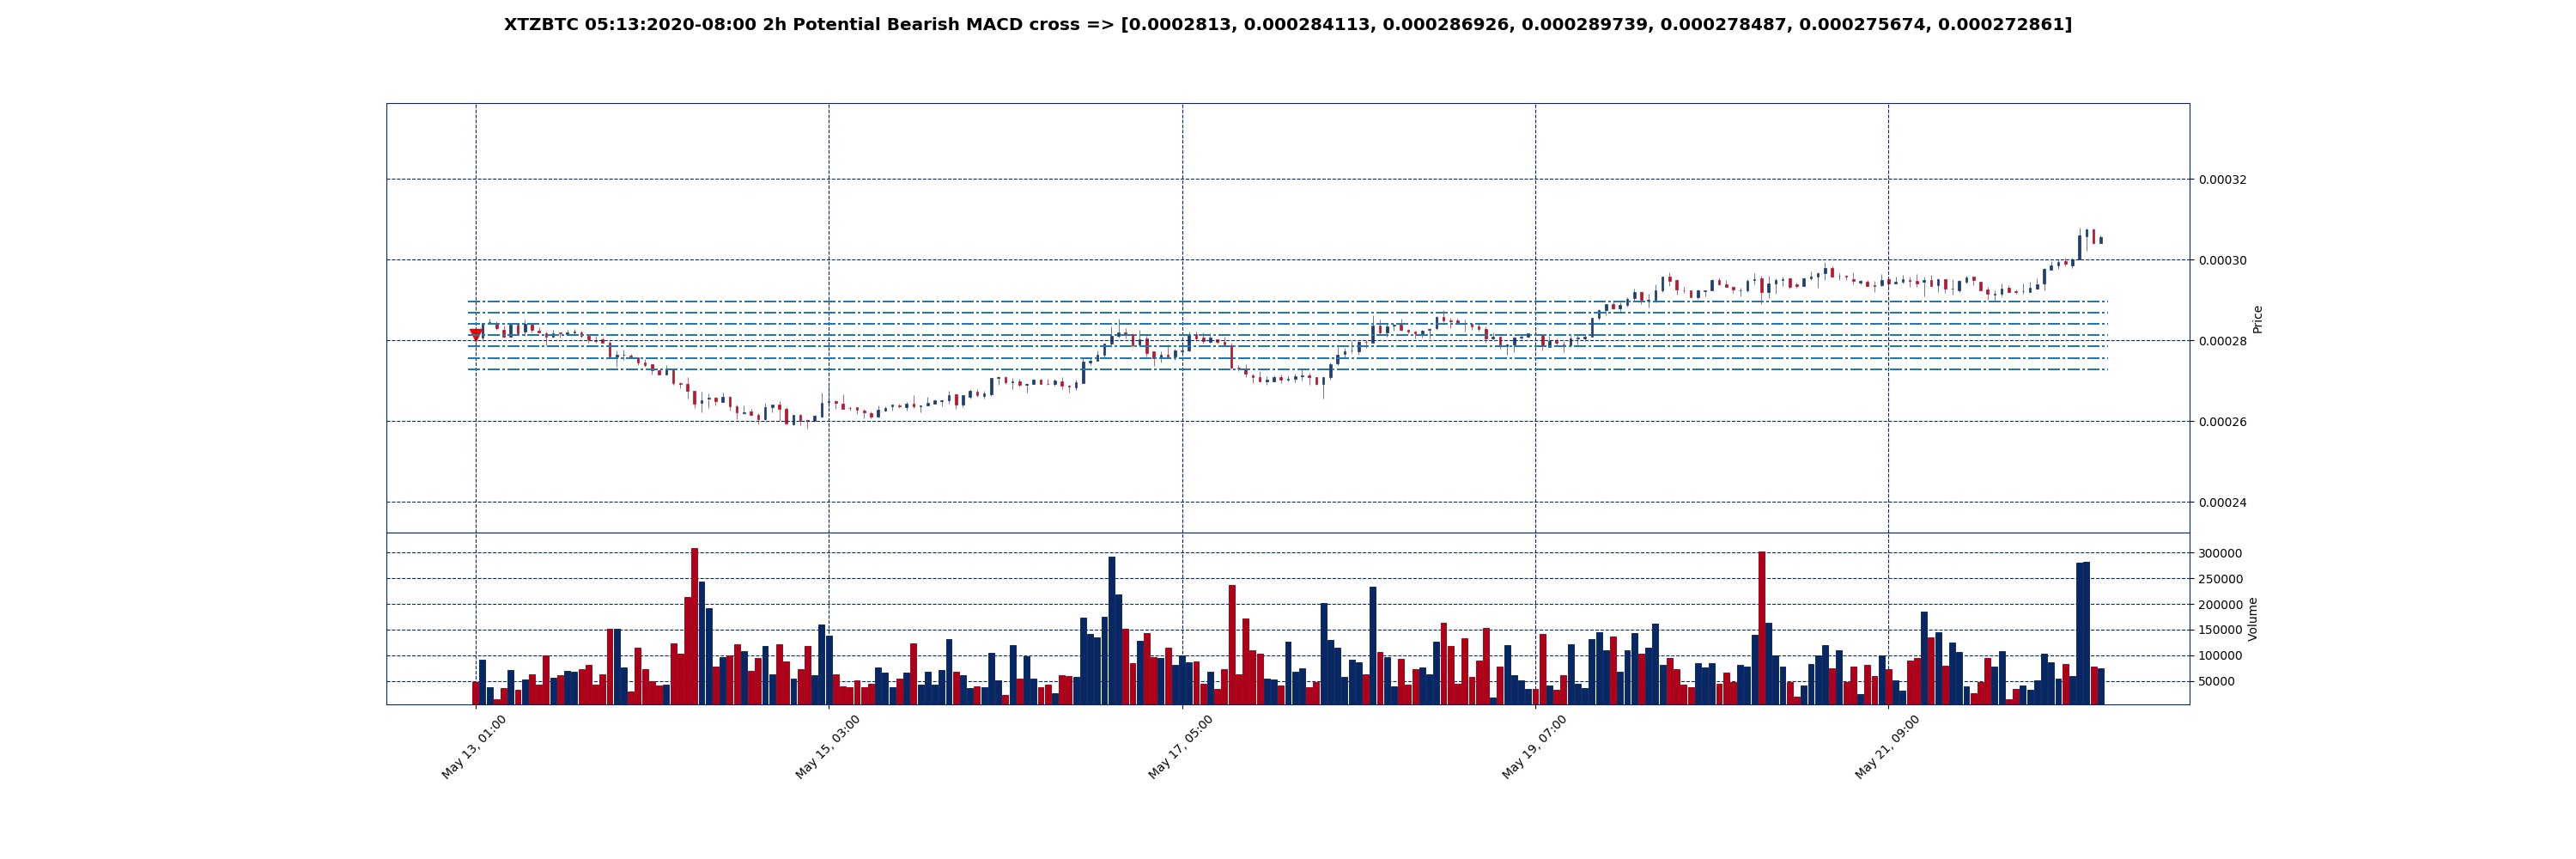 XTZBTC 05:13:2020-08:00 2h Potential Bearish MACD cross => [0.0002813, 0.000284113, 0.000286926, 0.000289739, 0.000278487, 0.000275674, 0.000272861]
0.00032
0.00030
0.00028
0.00026
0.00024
Price
300000
250000
200000
150000
100000
50000
Volume
May 13, 01:00
May 15, 03:00
May 17, 05:00
May 19, 07:00
May 21, 09:00